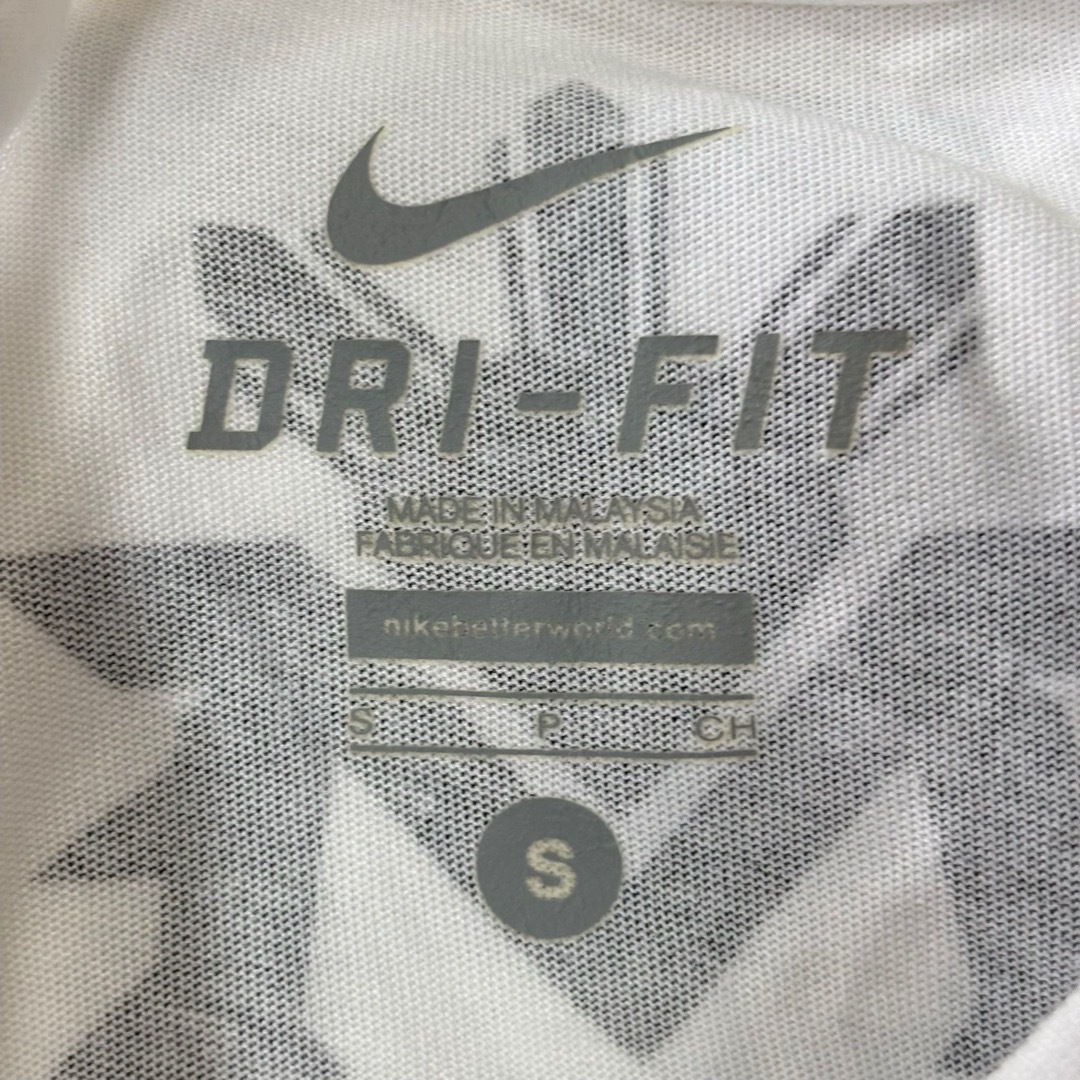 DRI-FIT
MADE IN MALAYSIA
FABRIQUE EN MALAISIE
nikebetterworld.com
S P CH
S